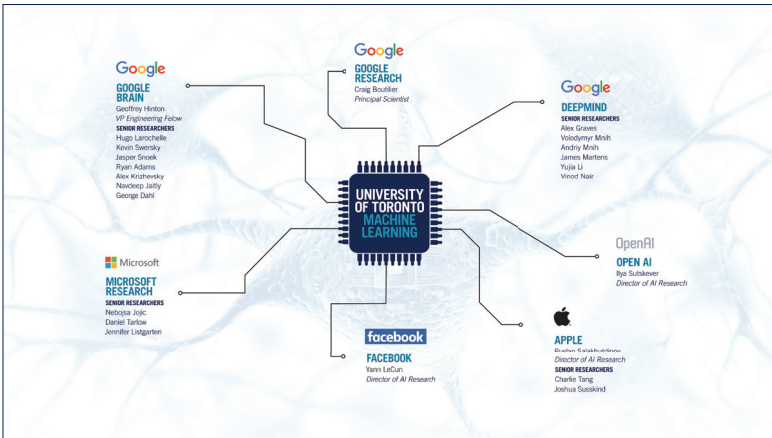 Google
GOOGLE
BRAIN
Geoffrey Hinton
VP Engineering Felow
SENIOR RESEARCHERS
Hugo Larochelle
Kevin Swersky
Jasper Snoek
Ryan Adams
Alex Krizhevsky
Navdeep Jaitly
George Dahl
Google
GOOGLE
RESEARCH
Craig Boutilier
Principal Scientist
Google
DEEPMIND
SENIOR RESEARCHERS
Alex Graves
Volodymyr Mnih
Andriy Mnih
James Martens
Yujia Li
Vinod Nair
UNIVERSITY
OF TORONTO
MACHINE
LEARNING
Microsoft
MICROSOFT
RESEARCH
SENIOR RESEARCHERS
Nebojsa Jojic
Daniel Tarlow
Jennifer Listgarten
facebook
FACEBOOK
Yann LeCun
Director of AI Research
OpenAI
OPEN AI
Ilya Sutskever
Director of AI Research
APPLE
Ruslan Salakhutdinov
Director of AI Research
SENIOR RESEARCHERS
Charlie Tang
Joshua Susskind